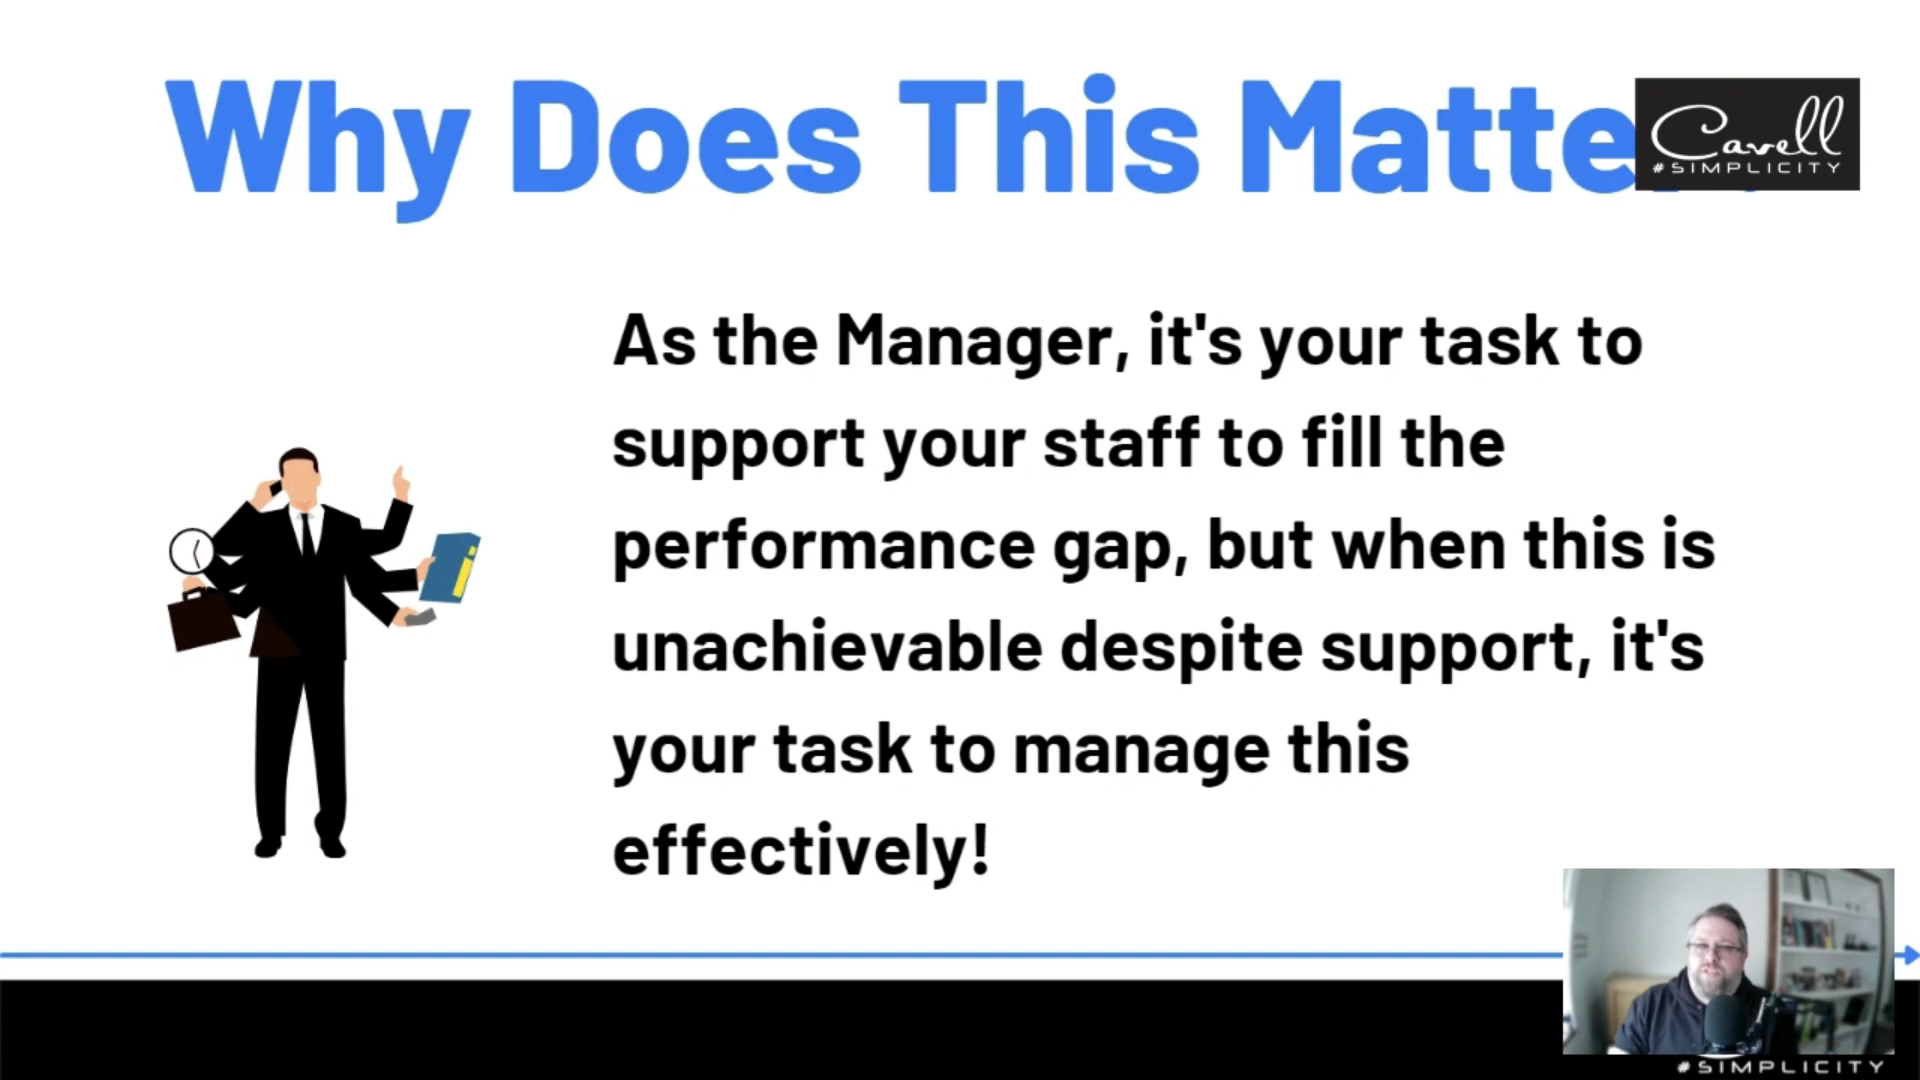 Why Does This Matte
Cavell
#SIMPLICITY
As the Manager, it's your task to
support your staff to fill the
performance gap, but when this is
unachievable despite support, it's
your task to manage this
effectively!
#SIMPLICITY